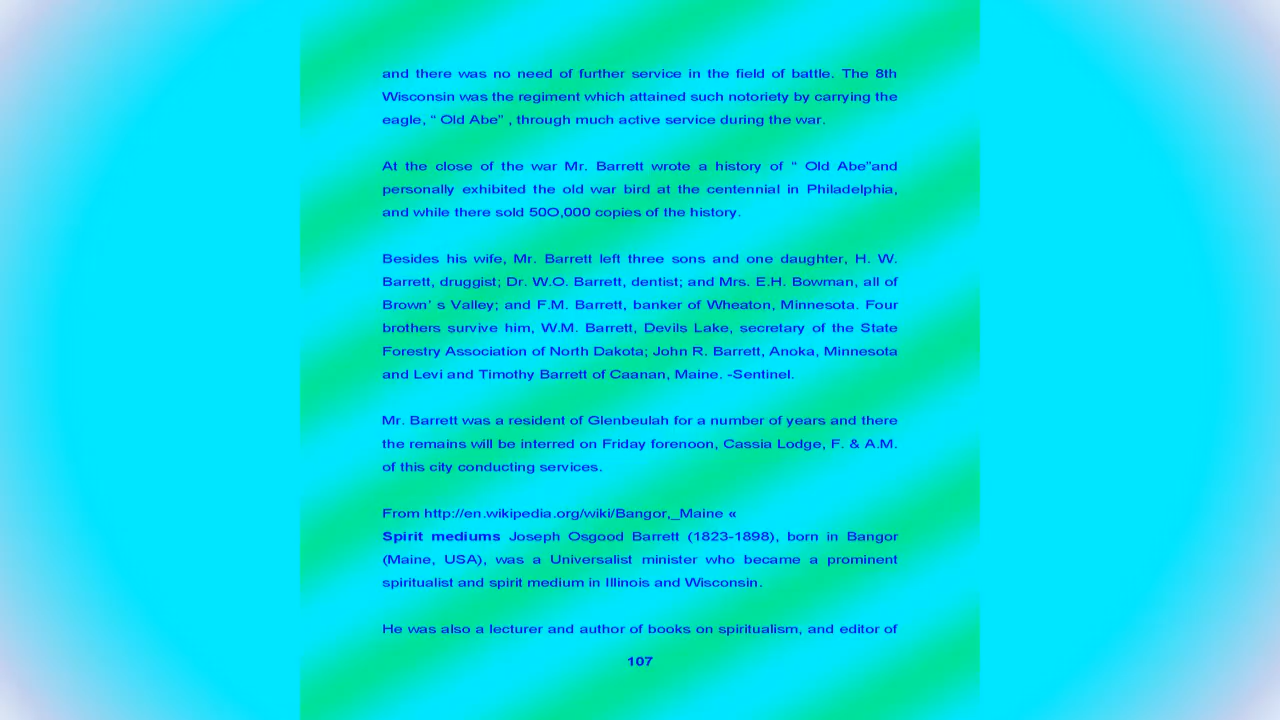 and there was no need of further service in the field of battle. The 8th
Wisconsin was the regiment which attained such notoriety by carrying the
eagle, “ Old Abe” , through much active service during the war.
At the close of the war Mr. Barrett wrote a history of “ Old Abe”and
personally exhibited the old war bird at the centennial in Philadelphia,
and while there sold 50O,000 copies of the history.
Besides his wife, Mr. Barrett left three sons and one daughter, H. W.
Barrett, druggist; Dr. W.O. Barrett, dentist; and Mrs. E.H. Bowman, all of
Brown’ s Valley; and F.M. Barrett, banker of Wheaton, Minnesota. Four
brothers survive him, W.M. Barrett, Devils Lake, secretary of the State
Forestry Association of North Dakota; John R. Barrett, Anoka, Minnesota
and Levi and Timothy Barrett of Caanan, Maine. -Sentinel.
Mr. Barrett was a resident of Glenbeulah for a number of years and there
the remains will be interred on Friday forenoon, Cassia Lodge, F. & A.M.
of this city conducting services.
From http://en.wikipedia.org/wiki/Bangor,_Maine «
Spirit mediums Joseph Osgood Barrett (1823-1898), born in Bangor
(Maine, USA), was a Universalist minister who became a prominent
spiritualist and spirit medium in Illinois and Wisconsin.
He was also a lecturer and author of books on spiritualism, and editor of
107